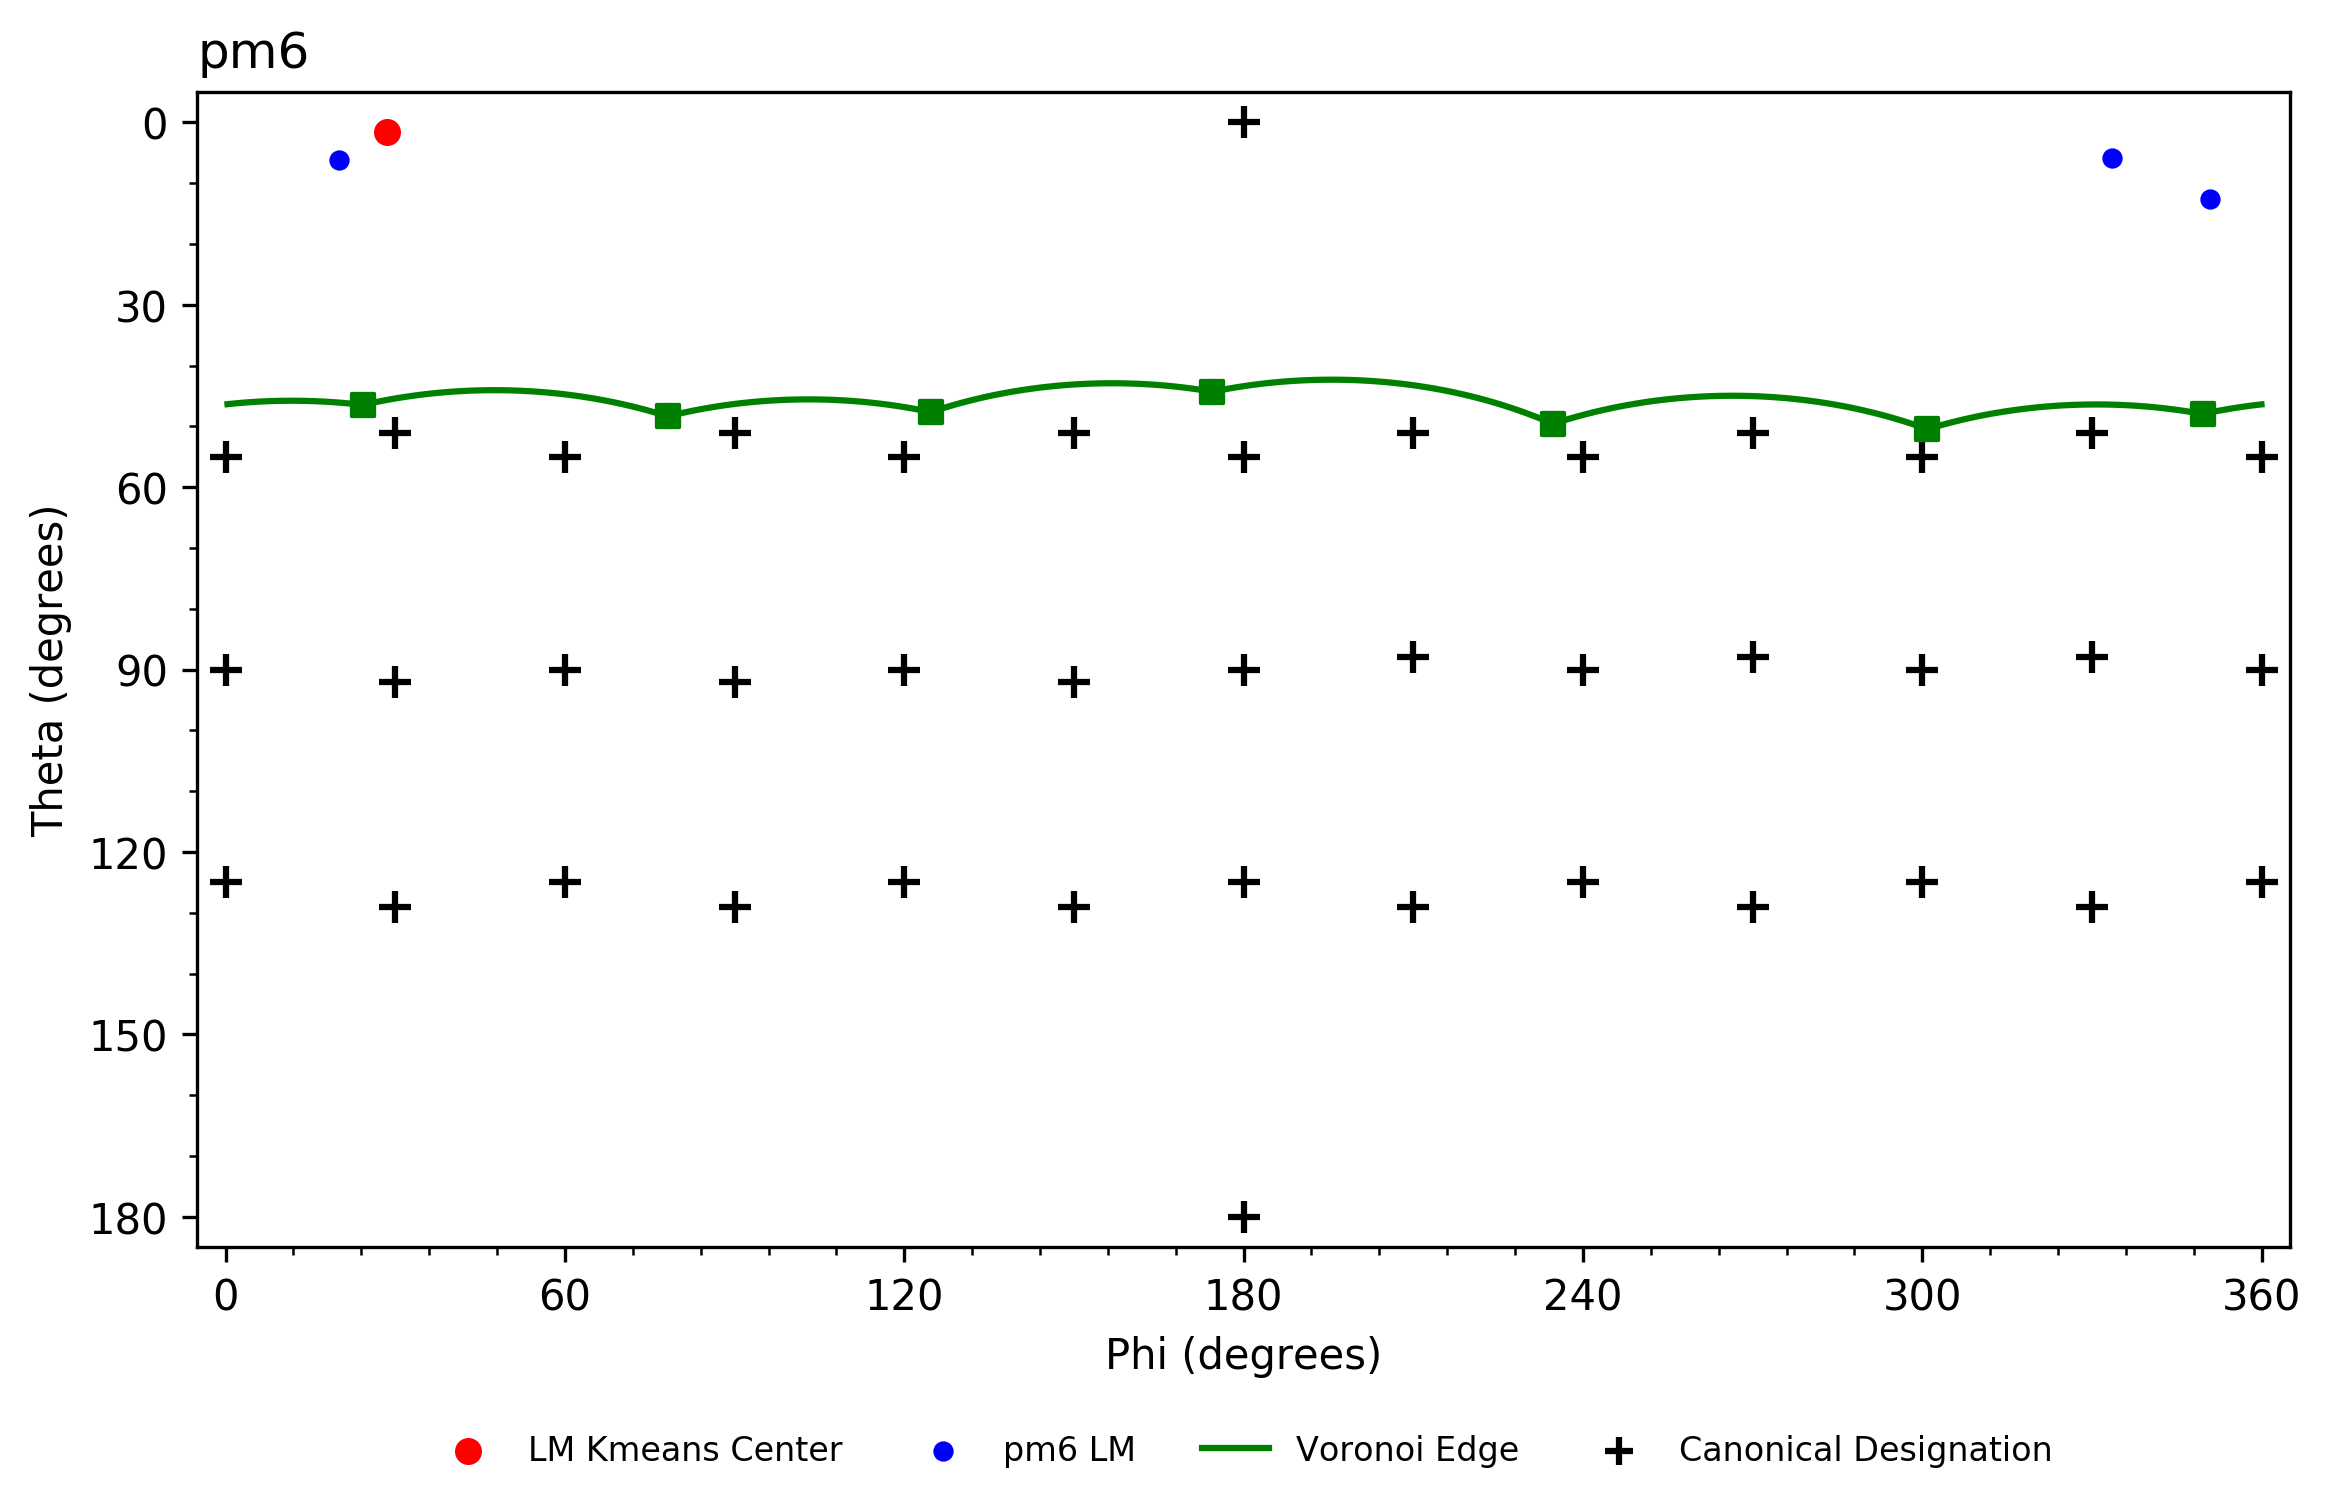 pm6
0
30
60
90
120
150
180
Theta (degrees)
0 60 120 180 240 300 360
Phi (degrees)
LM Kmeans Center pm6 LM Voronoi Edge Canonical Designation